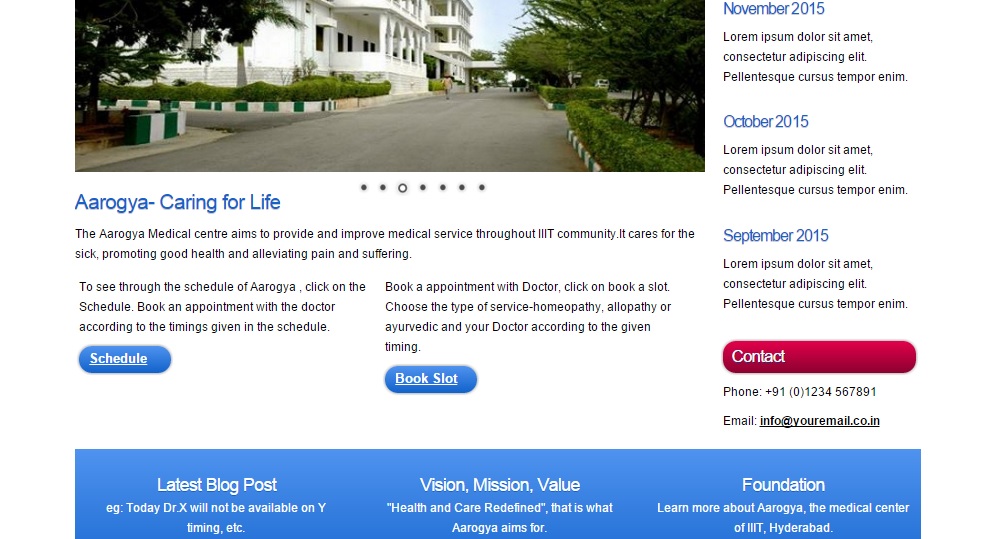 Aarogya- Caring for Life
The Aarogya Medical centre aims to provide and improve medical service throughout IIIT community.It cares for the
sick, promoting good health and alleviating pain and suffering.
To see through the schedule of Aarogya , click on the
Schedule. Book an appointment with the doctor
according to the timings given in the schedule.
Schedule
Book a appointment with Doctor, click on book a slot.
Choose the type of service-homeopathy, allopathy or
ayurvedic and your Doctor according to the given
timing.
Book Slot
November 2015
Lorem ipsum dolor sit amet,
consectetur adipiscing elit.
Pellentesque cursus tempor enim.
October 2015
Lorem ipsum dolor sit amet,
consectetur adipiscing elit.
Pellentesque cursus tempor enim.
September 2015
Lorem ipsum dolor sit amet,
consectetur adipiscing elit.
Pellentesque cursus tempor enim.
Contact
Phone: +91 (0)1234 567891
Email: info@youremail.co.in
Latest Blog Post
eg: Today Dr.X will not be available on Y
timing, etc.
Vision, Mission, Value
"Health and Care Redefined", that is what
Aarogya aims for.
Foundation
Learn more about Aarogya, the medical center
of IIIT, Hyderabad.